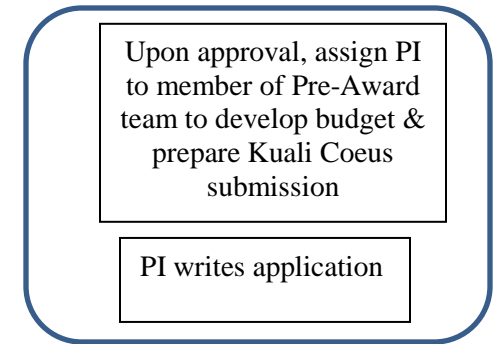 Upon approval, assign PI
to member of Pre-Award
team to develop budget &
prepare Kuali Coeus
submission
PI writes application